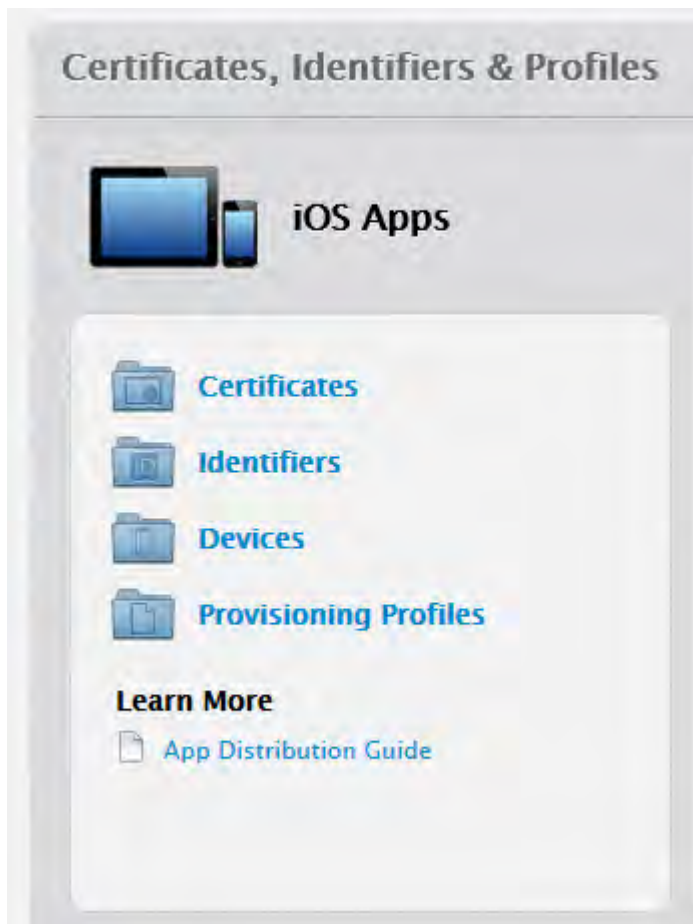 Certificates, Identifiers & Profiles
iOS Apps
Certificates
Identifiers
Devices
Provisioning Profiles
Learn More
App Distribution Guide